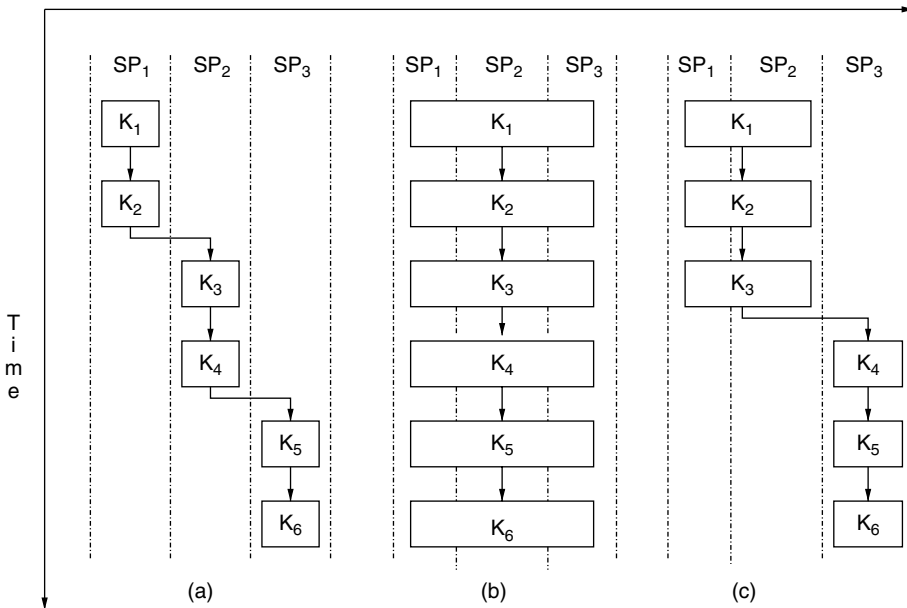 SP₁ SP₂ SP₃ SP₁ SP₂ SP₃ SP₁ SP₂ SP₃
K₁ K₁ K₁
K₂ K₂ K₂
K₃ K₃ K₃
Time
K₄ K₄ K₄
K₅ K₅ K₅
K₆ K₆ K₆
(a) (b) (c)